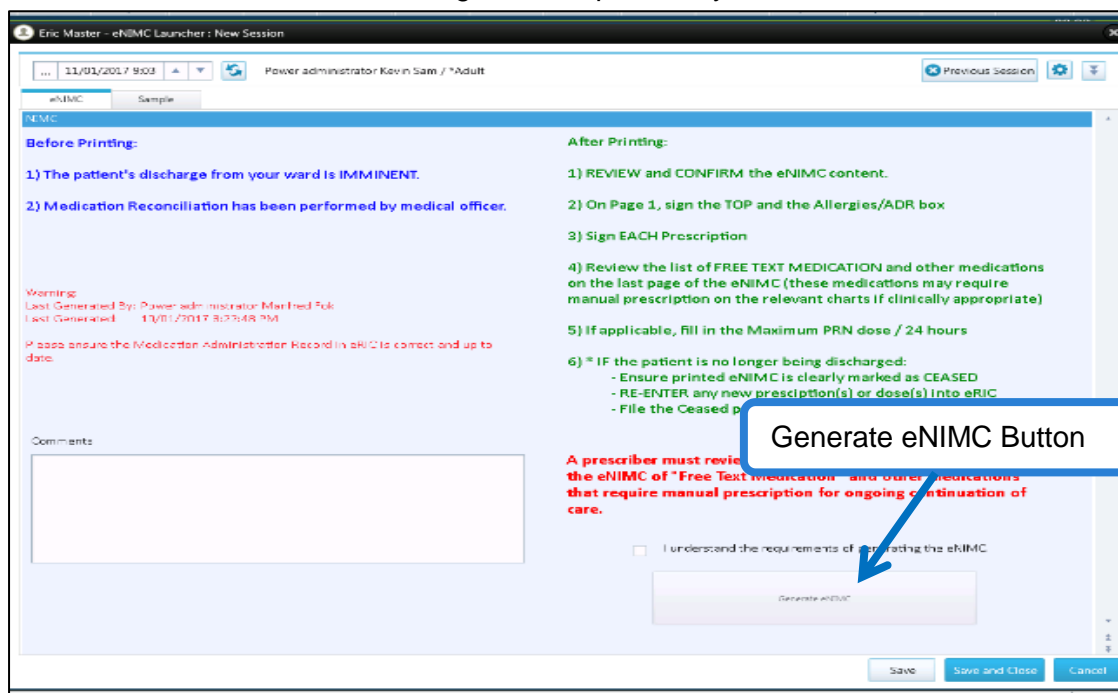 Eric Master - eNIMC Launcher : New Session
... 11/01/2017 9:03 Power administrator Kevin Sam / *Adult Previous Session
eNIMC Sample
NIMC
Before Printing:
1) The patient's discharge from your ward is IMMINENT.
2) Medication Reconciliation has been performed by medical officer.
Warning:
Last Generated By: Power administrator Manfred Fok
Last Generated: 10/01/2017
Please ensure the Medication Administration Record in eRIC is correct and up to
date.
Comments
After Printing:
1) REVIEW and CONFIRM the eNIMC content.
2) On Page 1, sign the TOP and the Allergies/ADR box
3) Sign EACH Prescription
4) Review the list of FREE TEXT MEDICATION and other medications
on the last page of the eNIMC (these medications may require
manual prescription on the relevant charts if clinically appropriate)
5) If applicable, fill in the Maximum PRN dose / 24 hours
6) * IF the patient is no longer being discharged:
- Ensure printed eNIMC is clearly marked as CEASED
- RE-ENTER any new presciption(s) or dose(s) into eRIC
- File the Ceased
Generate eNIMC Button
A prescriber must
the eNIMC of "Free Text Medication" and other medications
that require manual prescription for ongoing continuation of
care.
I understand the requirements of generating the eNIMC
Generate eNIMC
Save Save and Close Cancel